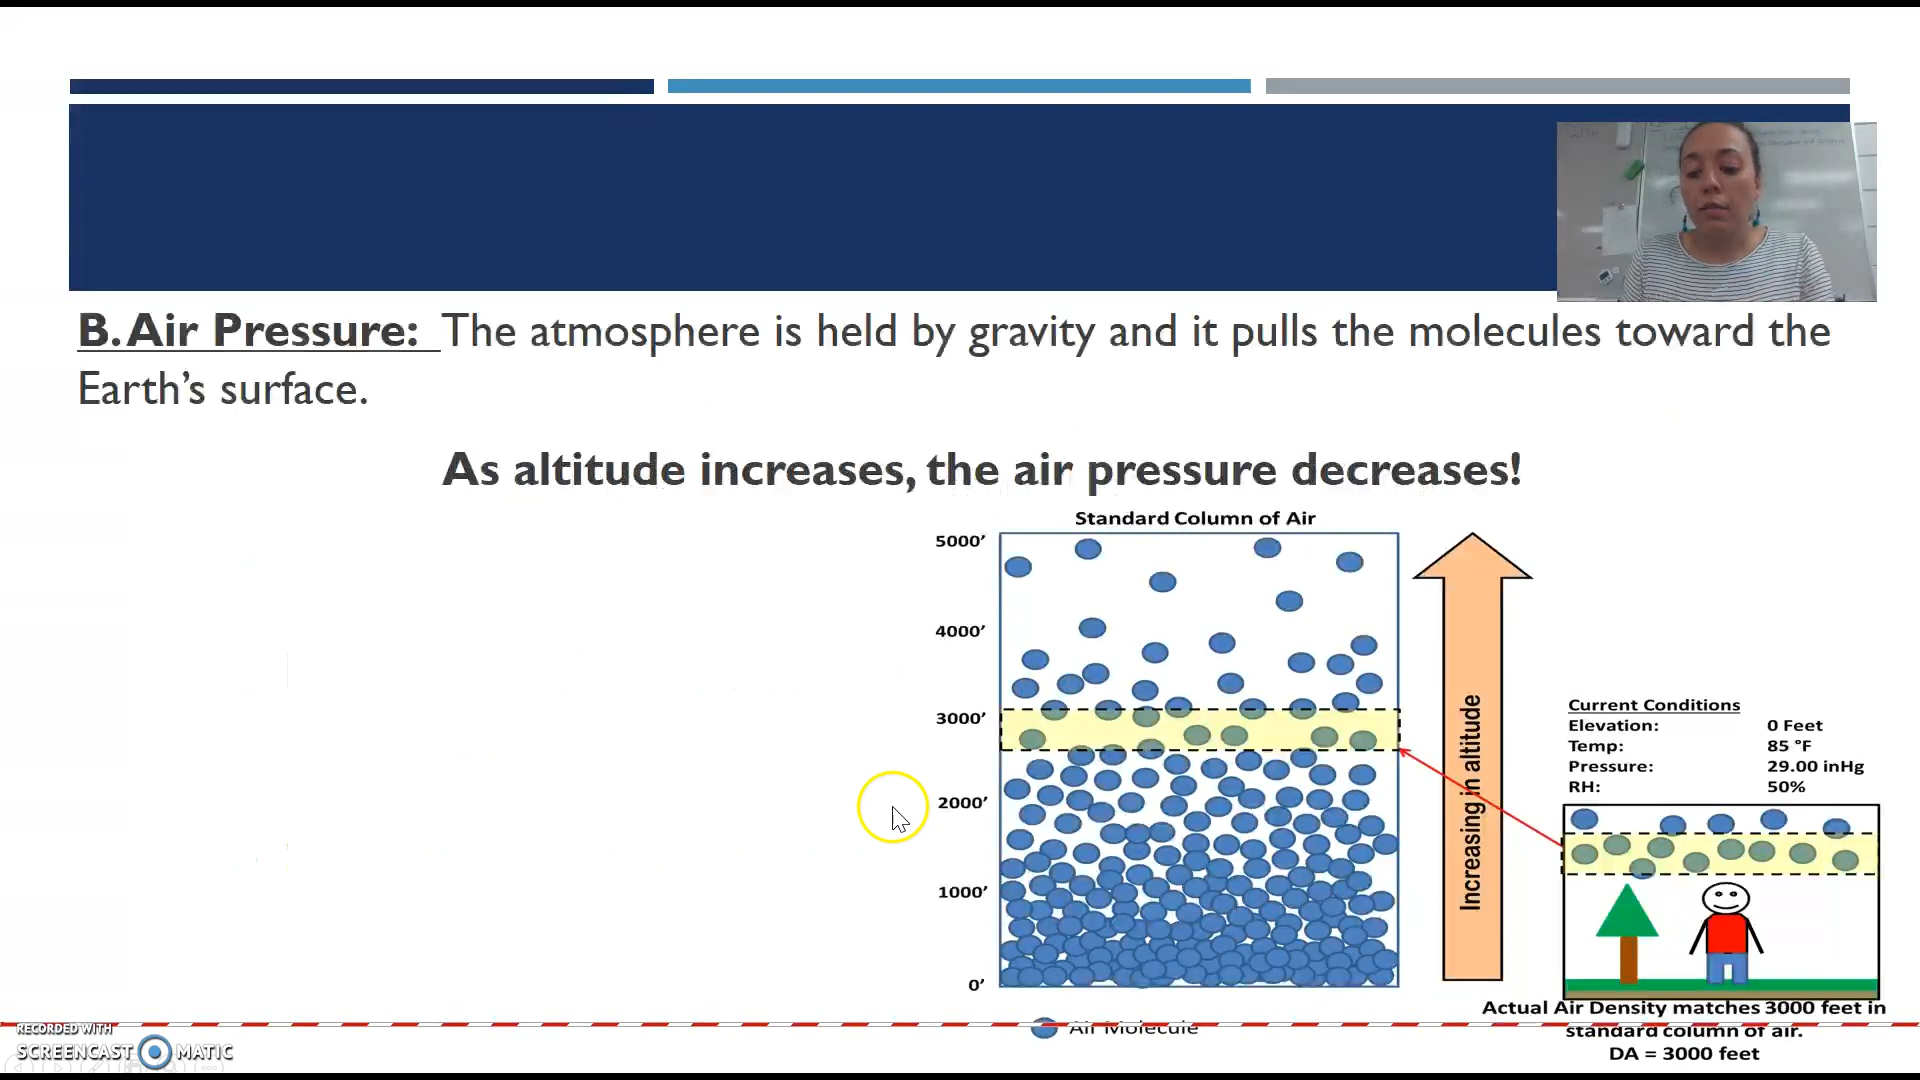 B. Air Pressure: The atmosphere is held by gravity and it pulls the molecules toward the
Earth's surface.
As altitude increases, the air pressure decreases!
Standard Column of Air
5000'
4000'
3000'
2000'
1000'
0'
Increasing in altitude
Air Molecule
Current Conditions
Elevation: 0 Feet
Temp: 85 °F
Pressure: 29.00 inHg
RH: 50%
Actual Air Density matches 3000 feet in
standard column of air.
DA = 3000 feet
RECORDED WITH
SCREENCAST MATIC